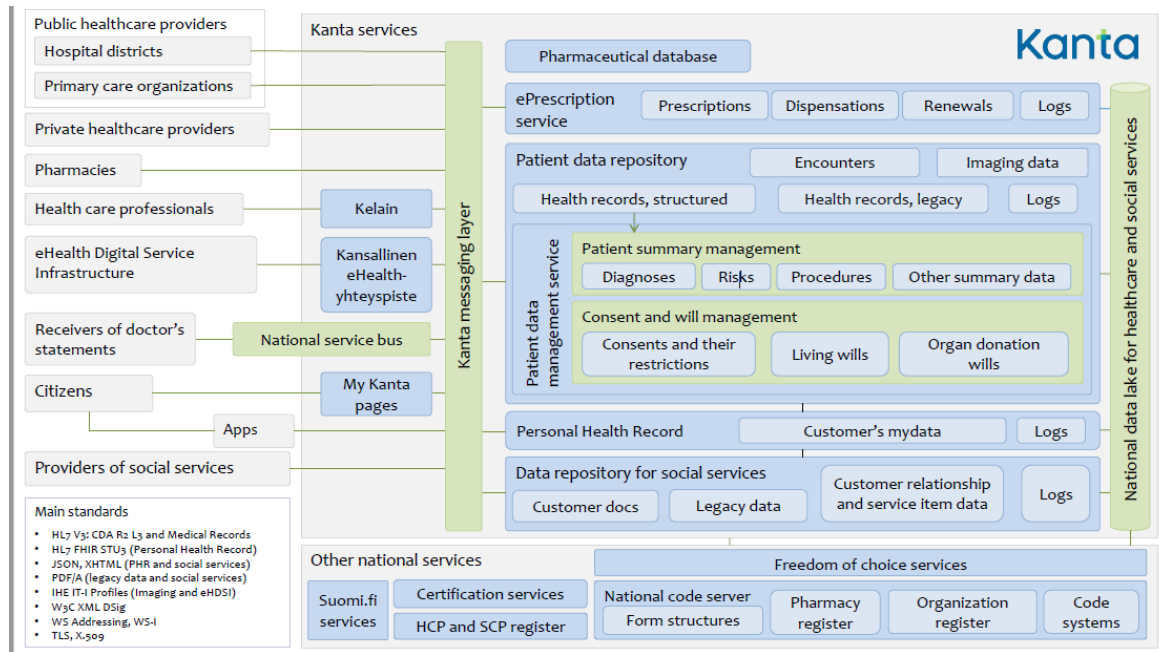 Public healthcare providers
Hospital districts
Primary care organizations
Private healthcare providers
Pharmacies
Health care professionals
eHealth Digital Service
Infrastructure
Receivers of doctor's
statements
Citizens
Apps
Providers of social services
Main standards
• HL7 V3: CDA R2 L3 and Medical Records
• HL7 FHIR STU3 (Personal Health Record)
• JSON, XHTML (PHR and social services)
• PDF/A (legacy data and social services)
• IHE IT-I Profiles (Imaging and eHDSI)
• W3C XML DSig
• WS Addressing, WS-I
• TLS, X.509
Kanta services
Kelain
Kansallinen
eHealth-
yhteyspiste
National service bus
My Kanta
pages
Kanta messaging layer
Kanta
Pharmaceutical database
ePrescription
service
Prescriptions
Dispensations
Renewals
Logs
Patient data repository
Encounters
Imaging data
Health records, structured
Health records, legacy
Logs
Patient data
management service
Patient summary management
Diagnoses
Risks
Procedures
Other summary data
Consent and will management
Consents and their
restrictions
Living wills
Organ donation
wills
Personal Health Record
Customer's mydata
Logs
Data repository for social services
Customer docs
Legacy data
Customer relationship
and service item data
Logs
National data lake for healthcare and social services
Other national services
Suomi.fi
services
Certification services
HCP and SCP register
Freedom of choice services
National code server
Form structures
Pharmacy
register
Organization
register
Code
systems